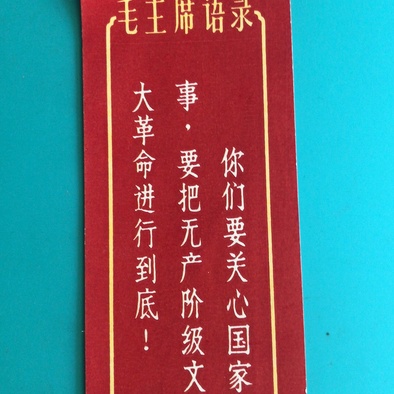 毛主席语录
你们要关心国家
事，要把无产阶级文
大革命进行到底！